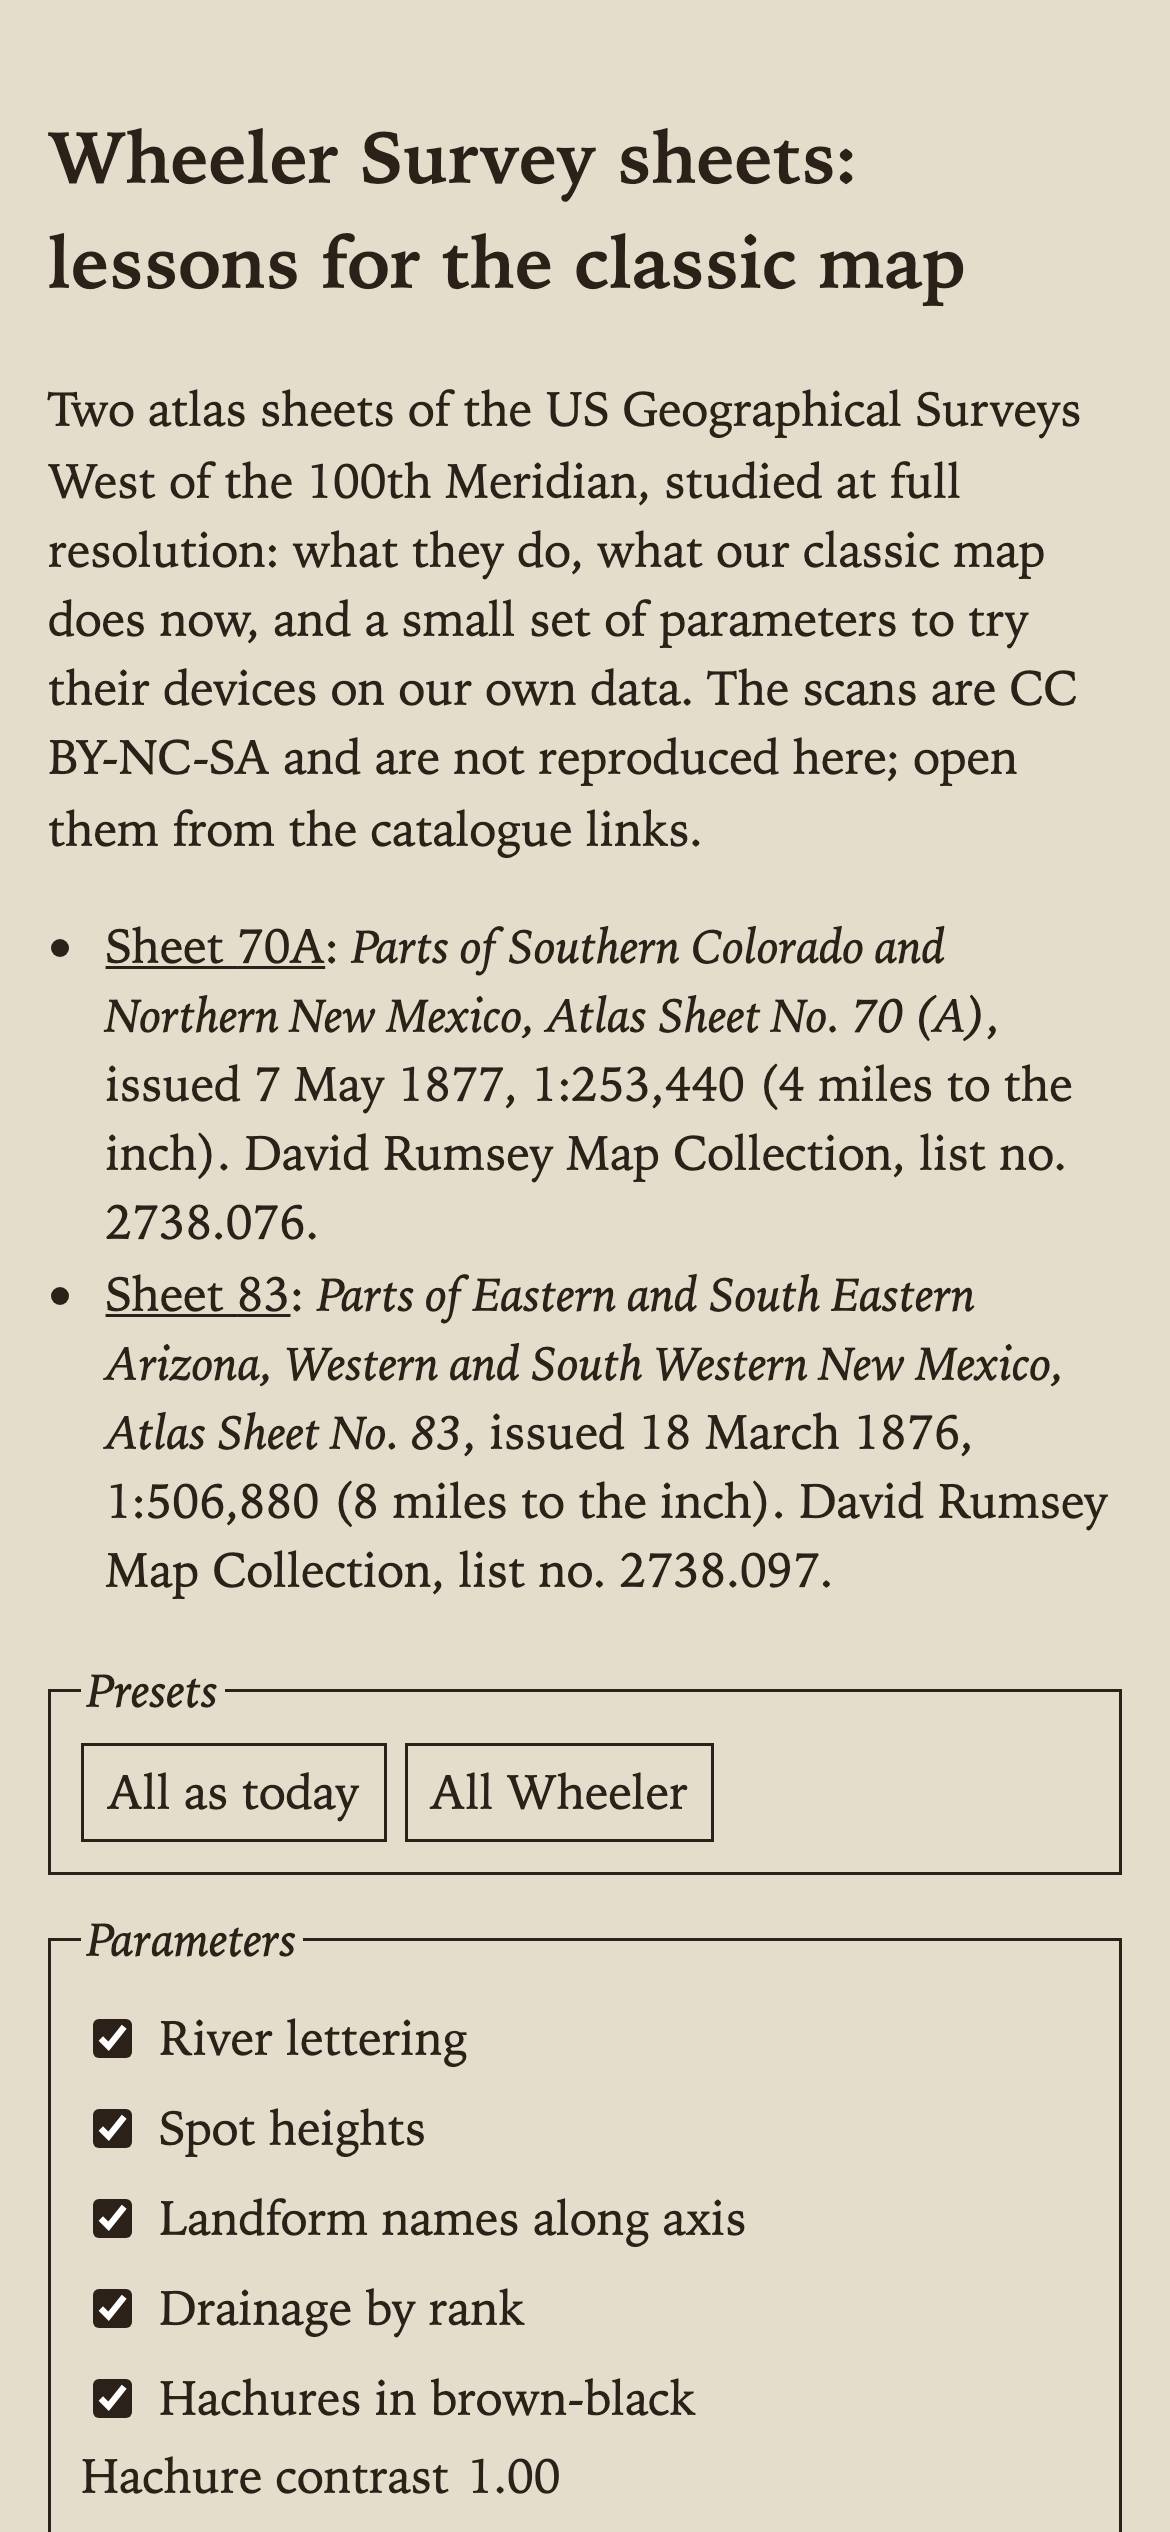 Wheeler Survey sheets:
lessons for the classic map
Two atlas sheets of the US Geographical Surveys
West of the 100th Meridian, studied at full
resolution: what they do, what our classic map
does now, and a small set of parameters to try
their devices on our own data. The scans are CC
BY-NC-SA and are not reproduced here; open
them from the catalogue links.
• Sheet 70A: Parts of Southern Colorado and
Northern New Mexico, Atlas Sheet No. 70 (A),
issued 7 May 1877, 1:253,440 (4 miles to the
inch). David Rumsey Map Collection, list no.
2738.076.
• Sheet 83: Parts of Eastern and South Eastern
Arizona, Western and South Western New Mexico,
Atlas Sheet No. 83, issued 18 March 1876,
1:506,880 (8 miles to the inch). David Rumsey
Map Collection, list no. 2738.097.
Presets
All as today All Wheeler
Parameters
River lettering
Spot heights
Landform names along axis
Drainage by rank
Hachures in brown-black
Hachure contrast 1.00